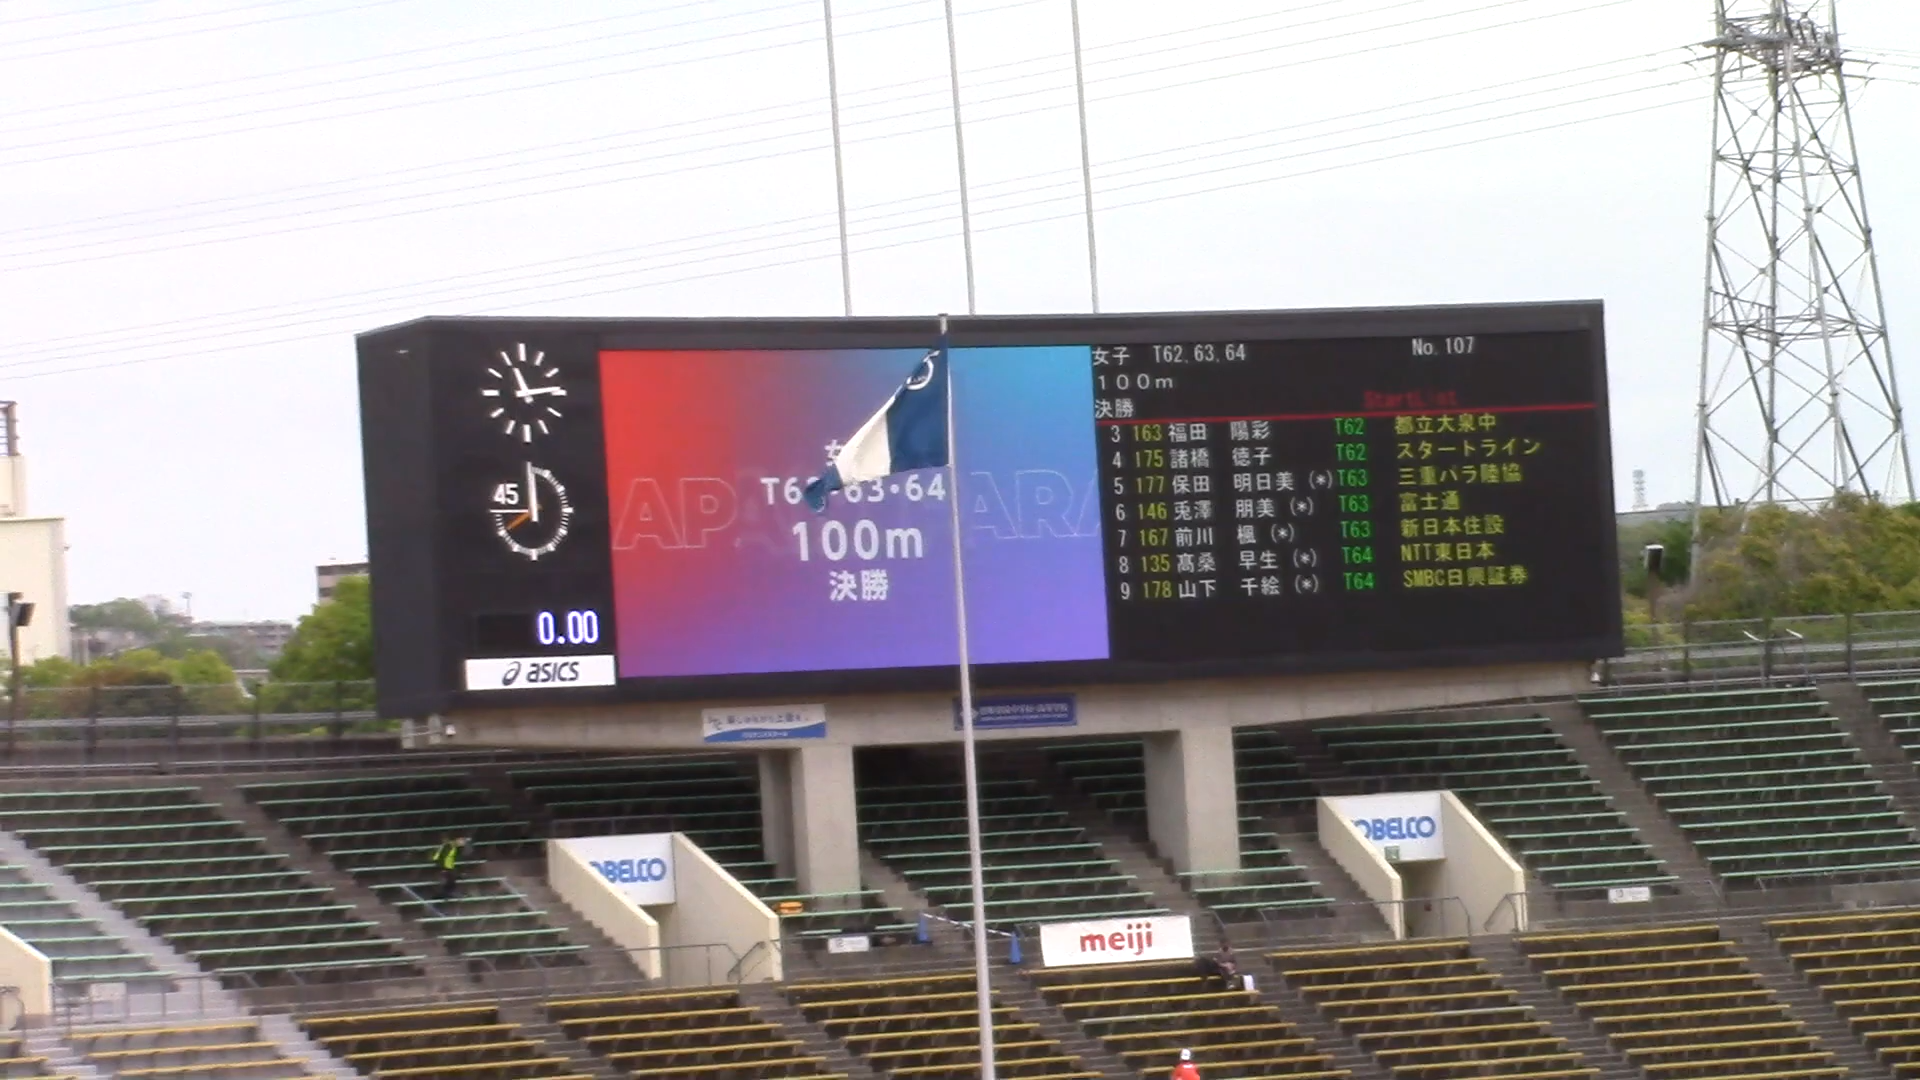 45
0.00
asics
T62・63・64
100m
決勝
女子 T62,63,64 No.107
100m
決勝
StartList
3 163 福田 陽彩 T62 都立大泉中
4 175 諸橋 徳子 T62 スタートライン
5 177 保田 明日美 (*) T63 三重パラ陸協
6 146 兎澤 朋美 (*) T63 富士通
7 167 前川 楓 (*) T63 新日本住設
8 135 髙桑 早生 (*) T64 NTT東日本
9 178 山下 千絵 (*) T64 SMBC日興証券
OBELCO
OBELCO
meiji